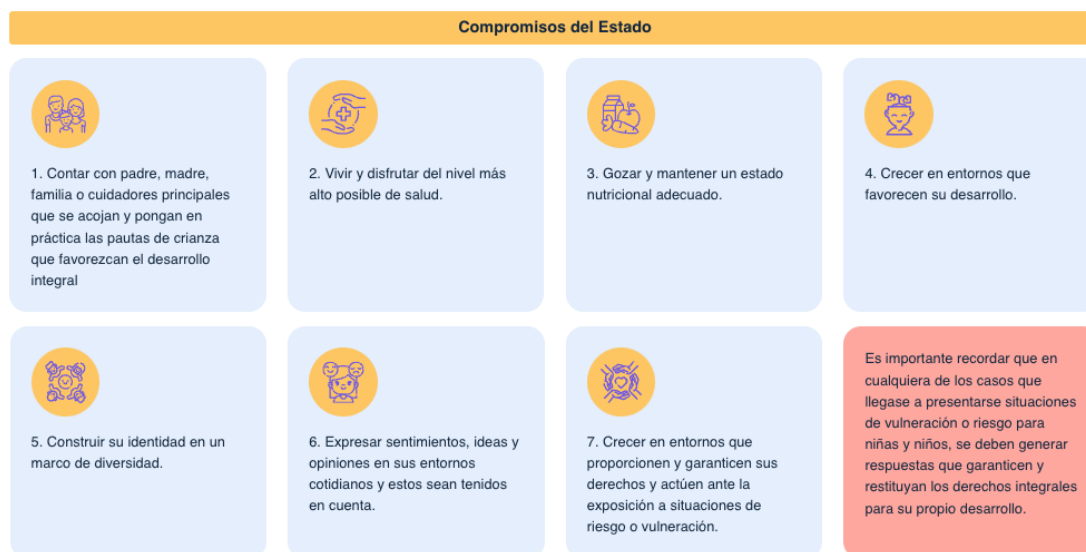 Compromisos del Estado
1. Contar con padre, madre,
familia o cuidadores principales
que se acojan y pongan en
práctica las pautas de crianza
que favorezcan el desarrollo
integral
2. Vivir y disfrutar del nivel más
alto posible de salud.
3. Gozar y mantener un estado
nutricional adecuado.
4. Crecer en entornos que
favorecen su desarrollo.
5. Construir su identidad en un
marco de diversidad.
6. Expresar sentimientos, ideas y
opiniones en sus entornos
cotidianos y estos sean tenidos
en cuenta.
7. Crecer en entornos que
proporcionen y garanticen sus
derechos y actúen ante la
exposición a situaciones de
riesgo o vulneración.
Es importante recordar que en
cualquiera de los casos que
llegase a presentarse situaciones
de vulneración o riesgo para
niñas y niños, se deben generar
respuestas que garanticen y
restituyan los derechos integrales
para su propio desarrollo.